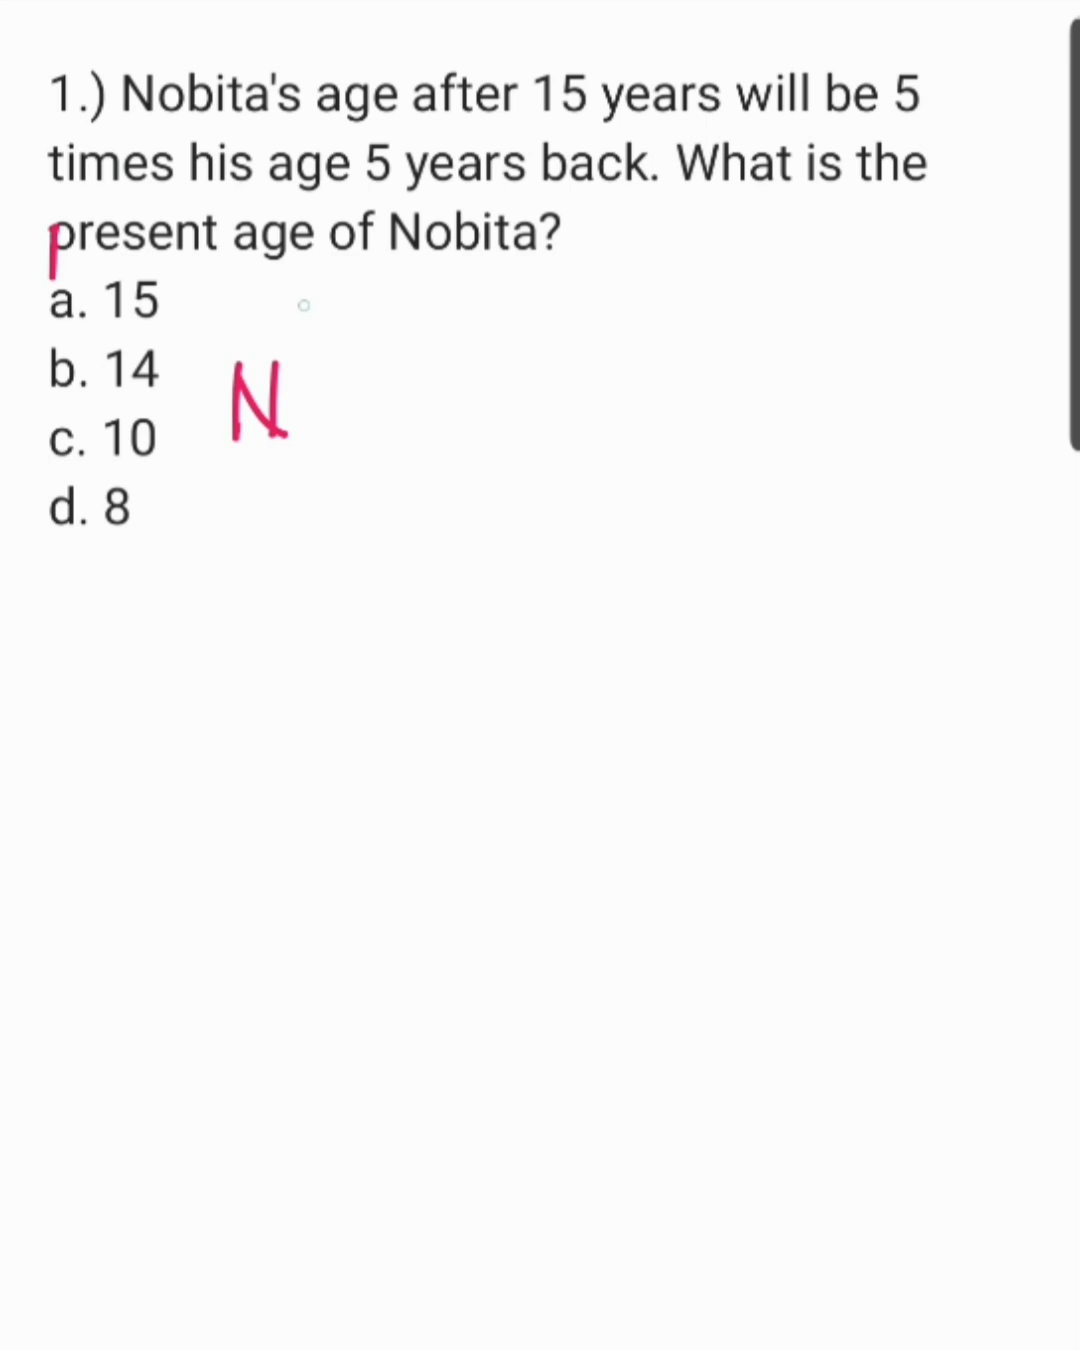 1.) Nobita's age after 15 years will be 5
times his age 5 years back. What is the
present age of Nobita?
a. 15
b. 14
N
c. 10
d. 8